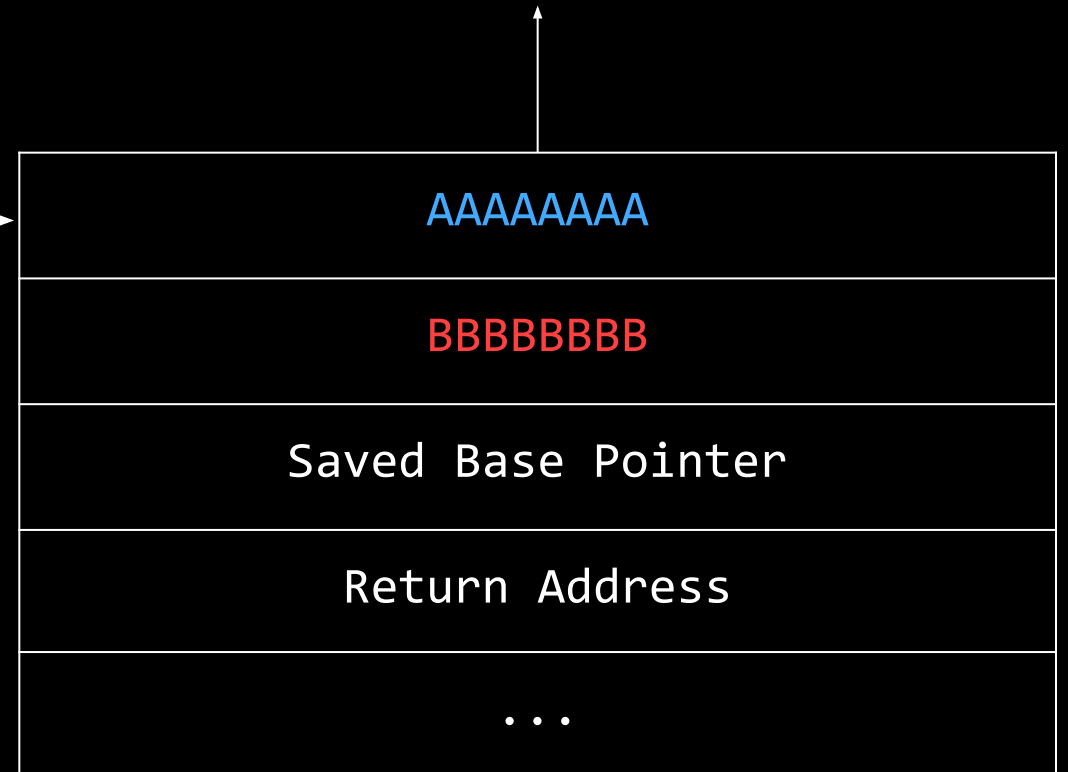 AAAAAAAA
BBBBBBBB
Saved Base Pointer
Return Address
...